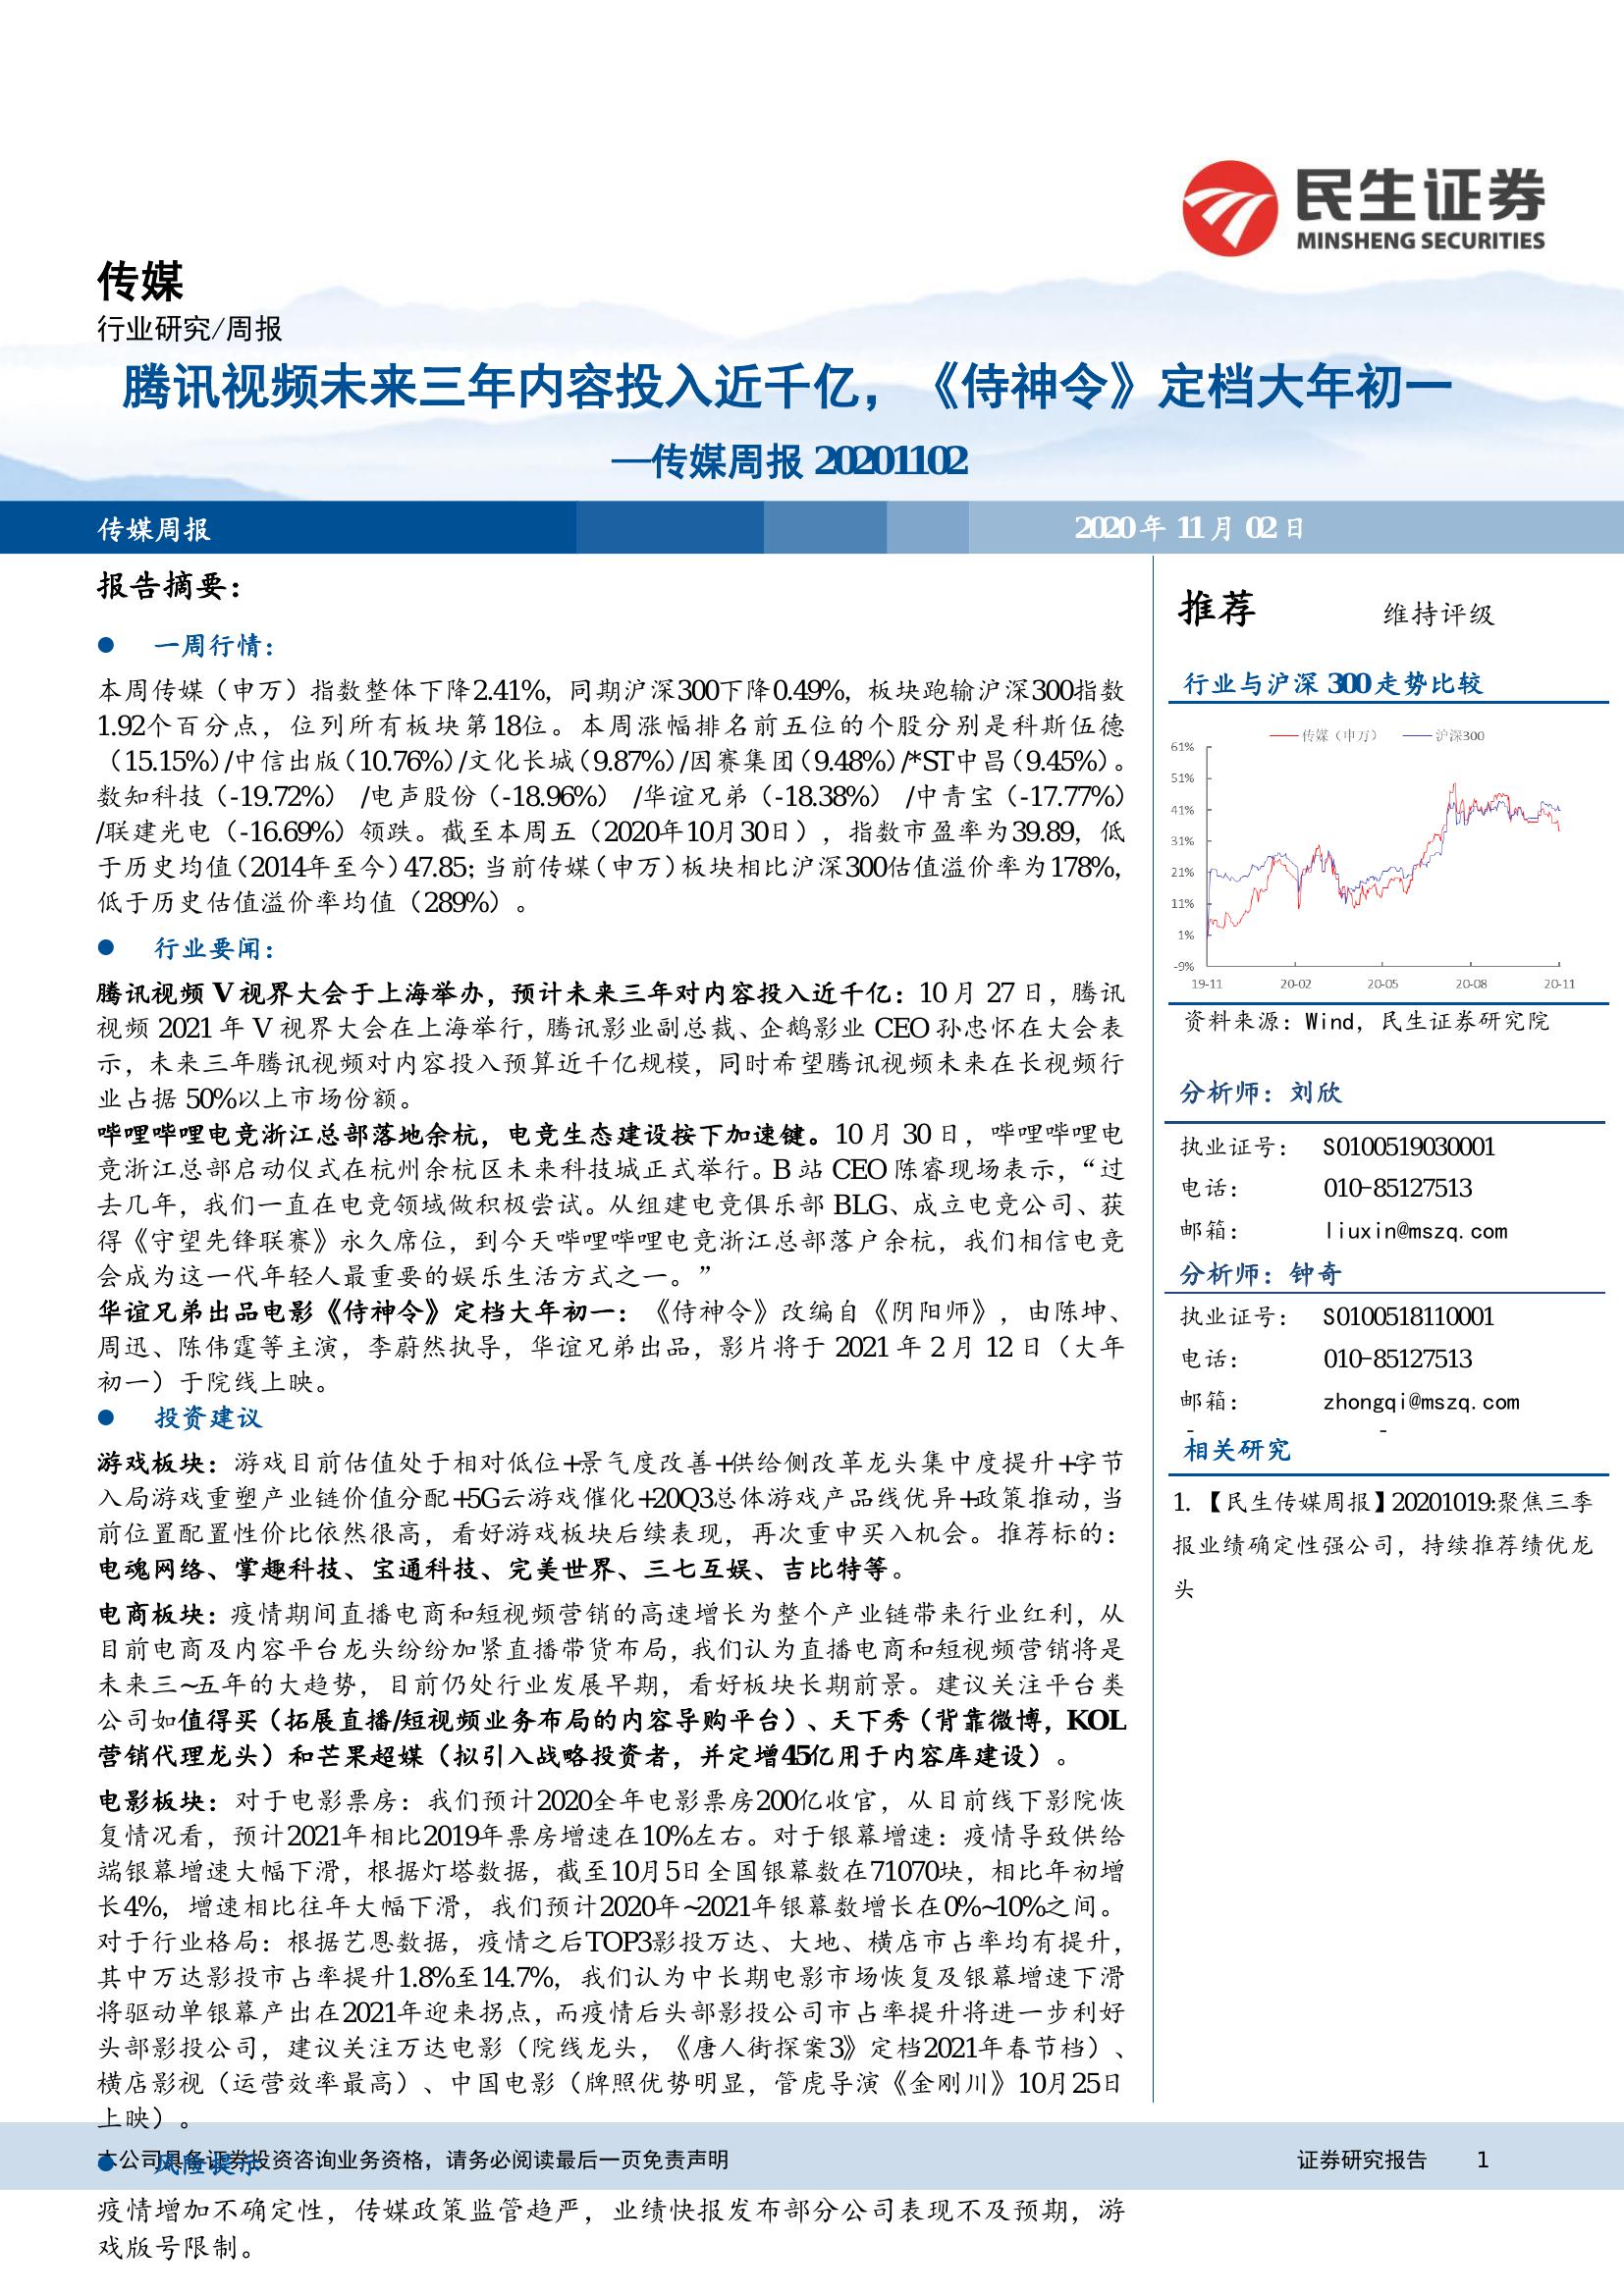 民生证券
MINSHENG SECURITIES
传媒
行业研究/周报
腾讯视频未来三年内容投入近千亿，《侍神令》定档大年初一
—传媒周报 20201102
传媒周报
2020 年 11 月 02 日
报告摘要：
● 一周行情：
本周传媒（申万）指数整体下降2.41%，同期沪深300下降0.49%，板块跑输沪深300指数
1.92个百分点，位列所有板块第18位。本周涨幅排名前五位的个股分别是科斯伍德
（15.15%）/中信出版（10.76%）/文化长城（9.87%）/因赛集团（9.48%）/*ST中昌（9.45%）。
数知科技（-19.72%） /电声股份（-18.96%） /华谊兄弟（-18.38%） /中青宝（-17.77%）
/联建光电（-16.69%）领跌。截至本周五（2020年10月30日），指数市盈率为39.89，低
于历史均值（2014年至今）47.85；当前传媒（申万）板块相比沪深300估值溢价率为178%，
低于历史估值溢价率均值（289%）。
● 行业要闻：
腾讯视频 V 视界大会于上海举办，预计未来三年对内容投入近千亿：10 月 27 日，腾讯
视频 2021 年 V 视界大会在上海举行，腾讯影业副总裁、企鹅影业 CEO 孙忠怀在大会表
示，未来三年腾讯视频对内容投入预算近千亿规模，同时希望腾讯视频未来在长视频行
业占据 50%以上市场份额。
哔哩哔哩电竞浙江总部落地余杭，电竞生态建设按下加速键。10 月 30 日，哔哩哔哩电
竞浙江总部启动仪式在杭州余杭区未来科技城正式举行。B 站 CEO 陈睿现场表示，“过
去几年，我们一直在电竞领域做积极尝试。从组建电竞俱乐部 BLG、成立电竞公司、获
得《守望先锋联赛》永久席位，到今天哔哩哔哩电竞浙江总部落户余杭，我们相信电竞
会成为这一代年轻人最重要的娱乐生活方式之一。”
华谊兄弟出品电影《侍神令》定档大年初一：《侍神令》改编自《阴阳师》，由陈坤、
周迅、陈伟霆等主演，李蔚然执导，华谊兄弟出品，影片将于 2021 年 2 月 12 日（大年
初一）于院线上映。
● 投资建议
游戏板块：游戏目前估值处于相对低位+景气度改善+供给侧改革龙头集中度提升+字节
入局游戏重塑产业链价值分配+5G云游戏催化+20Q3总体游戏产品线优异+政策推动，当
前位置配置性价比依然很高，看好游戏板块后续表现，再次重申买入机会。推荐标的：
电魂网络、掌趣科技、宝通科技、完美世界、三七互娱、吉比特等。
电商板块：疫情期间直播电商和短视频营销的高速增长为整个产业链带来行业红利，从
目前电商及内容平台龙头纷纷加紧直播带货布局，我们认为直播电商和短视频营销将是
未来三~五年的大趋势，目前仍处行业发展早期，看好板块长期前景。建议关注平台类
公司如值得买（拓展直播/短视频业务布局的内容导购平台）、天下秀（背靠微博，KOL
营销代理龙头）和芒果超媒（拟引入战略投资者，并定增45亿用于内容库建设）。
电影板块：对于电影票房：我们预计2020全年电影票房200亿收官，从目前线下影院恢
复情况看，预计2021年相比2019年票房增速在10%左右。对于银幕增速：疫情导致供给
端银幕增速大幅下滑，根据灯塔数据，截至10月5日全国银幕数在71070块，相比年初增
长4%，增速相比往年大幅下滑，我们预计2020年~2021年银幕数增长在0%~10%之间。
对于行业格局：根据艺恩数据，疫情之后TOP3影投万达、大地、横店市占率均有提升，
其中万达影投市占率提升1.8%至14.7%，我们认为中长期电影市场恢复及银幕增速下滑
将驱动单银幕产出在2021年迎来拐点，而疫情后头部影投公司市占率提升将进一步利好
头部影投公司，建议关注万达电影（院线龙头，《唐人街探案3》定档2021年春节档）、
横店影视（运营效率最高）、中国电影（牌照优势明显，管虎导演《金刚川》10月25日
上映）。
● 风险提示
疫情增加不确定性，传媒政策监管趋严，业绩快报发布部分公司表现不及预期，游
戏版号限制。
推荐 维持评级
行业与沪深 300 走势比较
传媒（申万） 沪深300
61%
51%
41%
31%
21%
11%
1%
-9%
19-11 20-02 20-05 20-08 20-11
资料来源：Wind，民生证券研究院
分析师：刘欣
执业证号： S0100519030001
电话： 010-85127513
邮箱： liuxin@mszq.com
分析师：钟奇
执业证号： S0100518110001
电话： 010-85127513
邮箱： zhongqi@mszq.com
相关研究
1. 【民生传媒周报】20201019:聚焦三季
报业绩确定性强公司，持续推荐绩优龙
头
本公司具备证券投资咨询业务资格，请务必阅读最后一页免责声明
证券研究报告 1